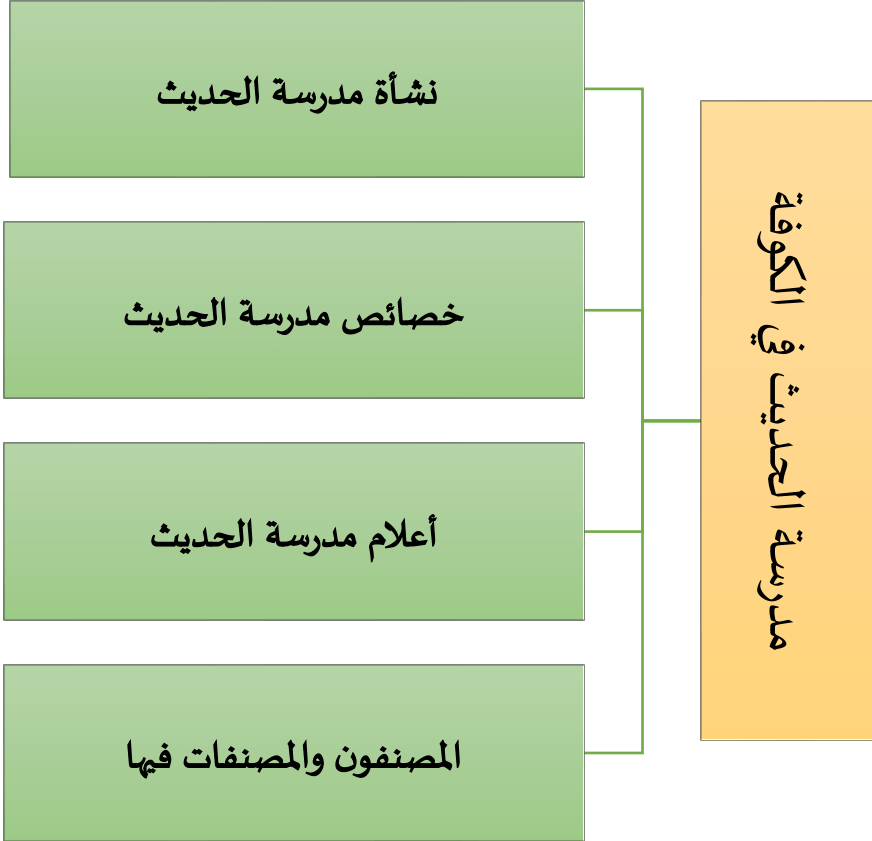 مدرسة الحديث في الكوفة
نشأة مدرسة الحديث
خصائص مدرسة الحديث
أعلام مدرسة الحديث
المصنفون والمصنفات فيها